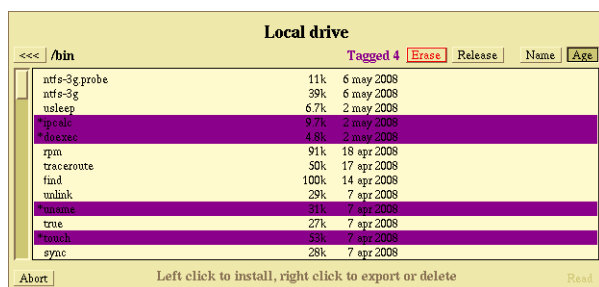 Local drive
<<< /bin Tagged 4 Erase Release Name Age
ntfs-3g.probe 11k 6 may 2008
ntfs-3g 39k 6 may 2008
usleep 6.7k 2 may 2008
*ipcalc 9.7k 2 may 2008
*doexec 4.8k 2 may 2008
rpm 91k 18 apr 2008
traceroute 50k 17 apr 2008
find 100k 14 apr 2008
unlink 29k 7 apr 2008
*uname 31k 7 apr 2008
true 27k 7 apr 2008
*touch 53k 7 apr 2008
sync 28k 7 apr 2008
Abort Left click to install, right click to export or delete Read